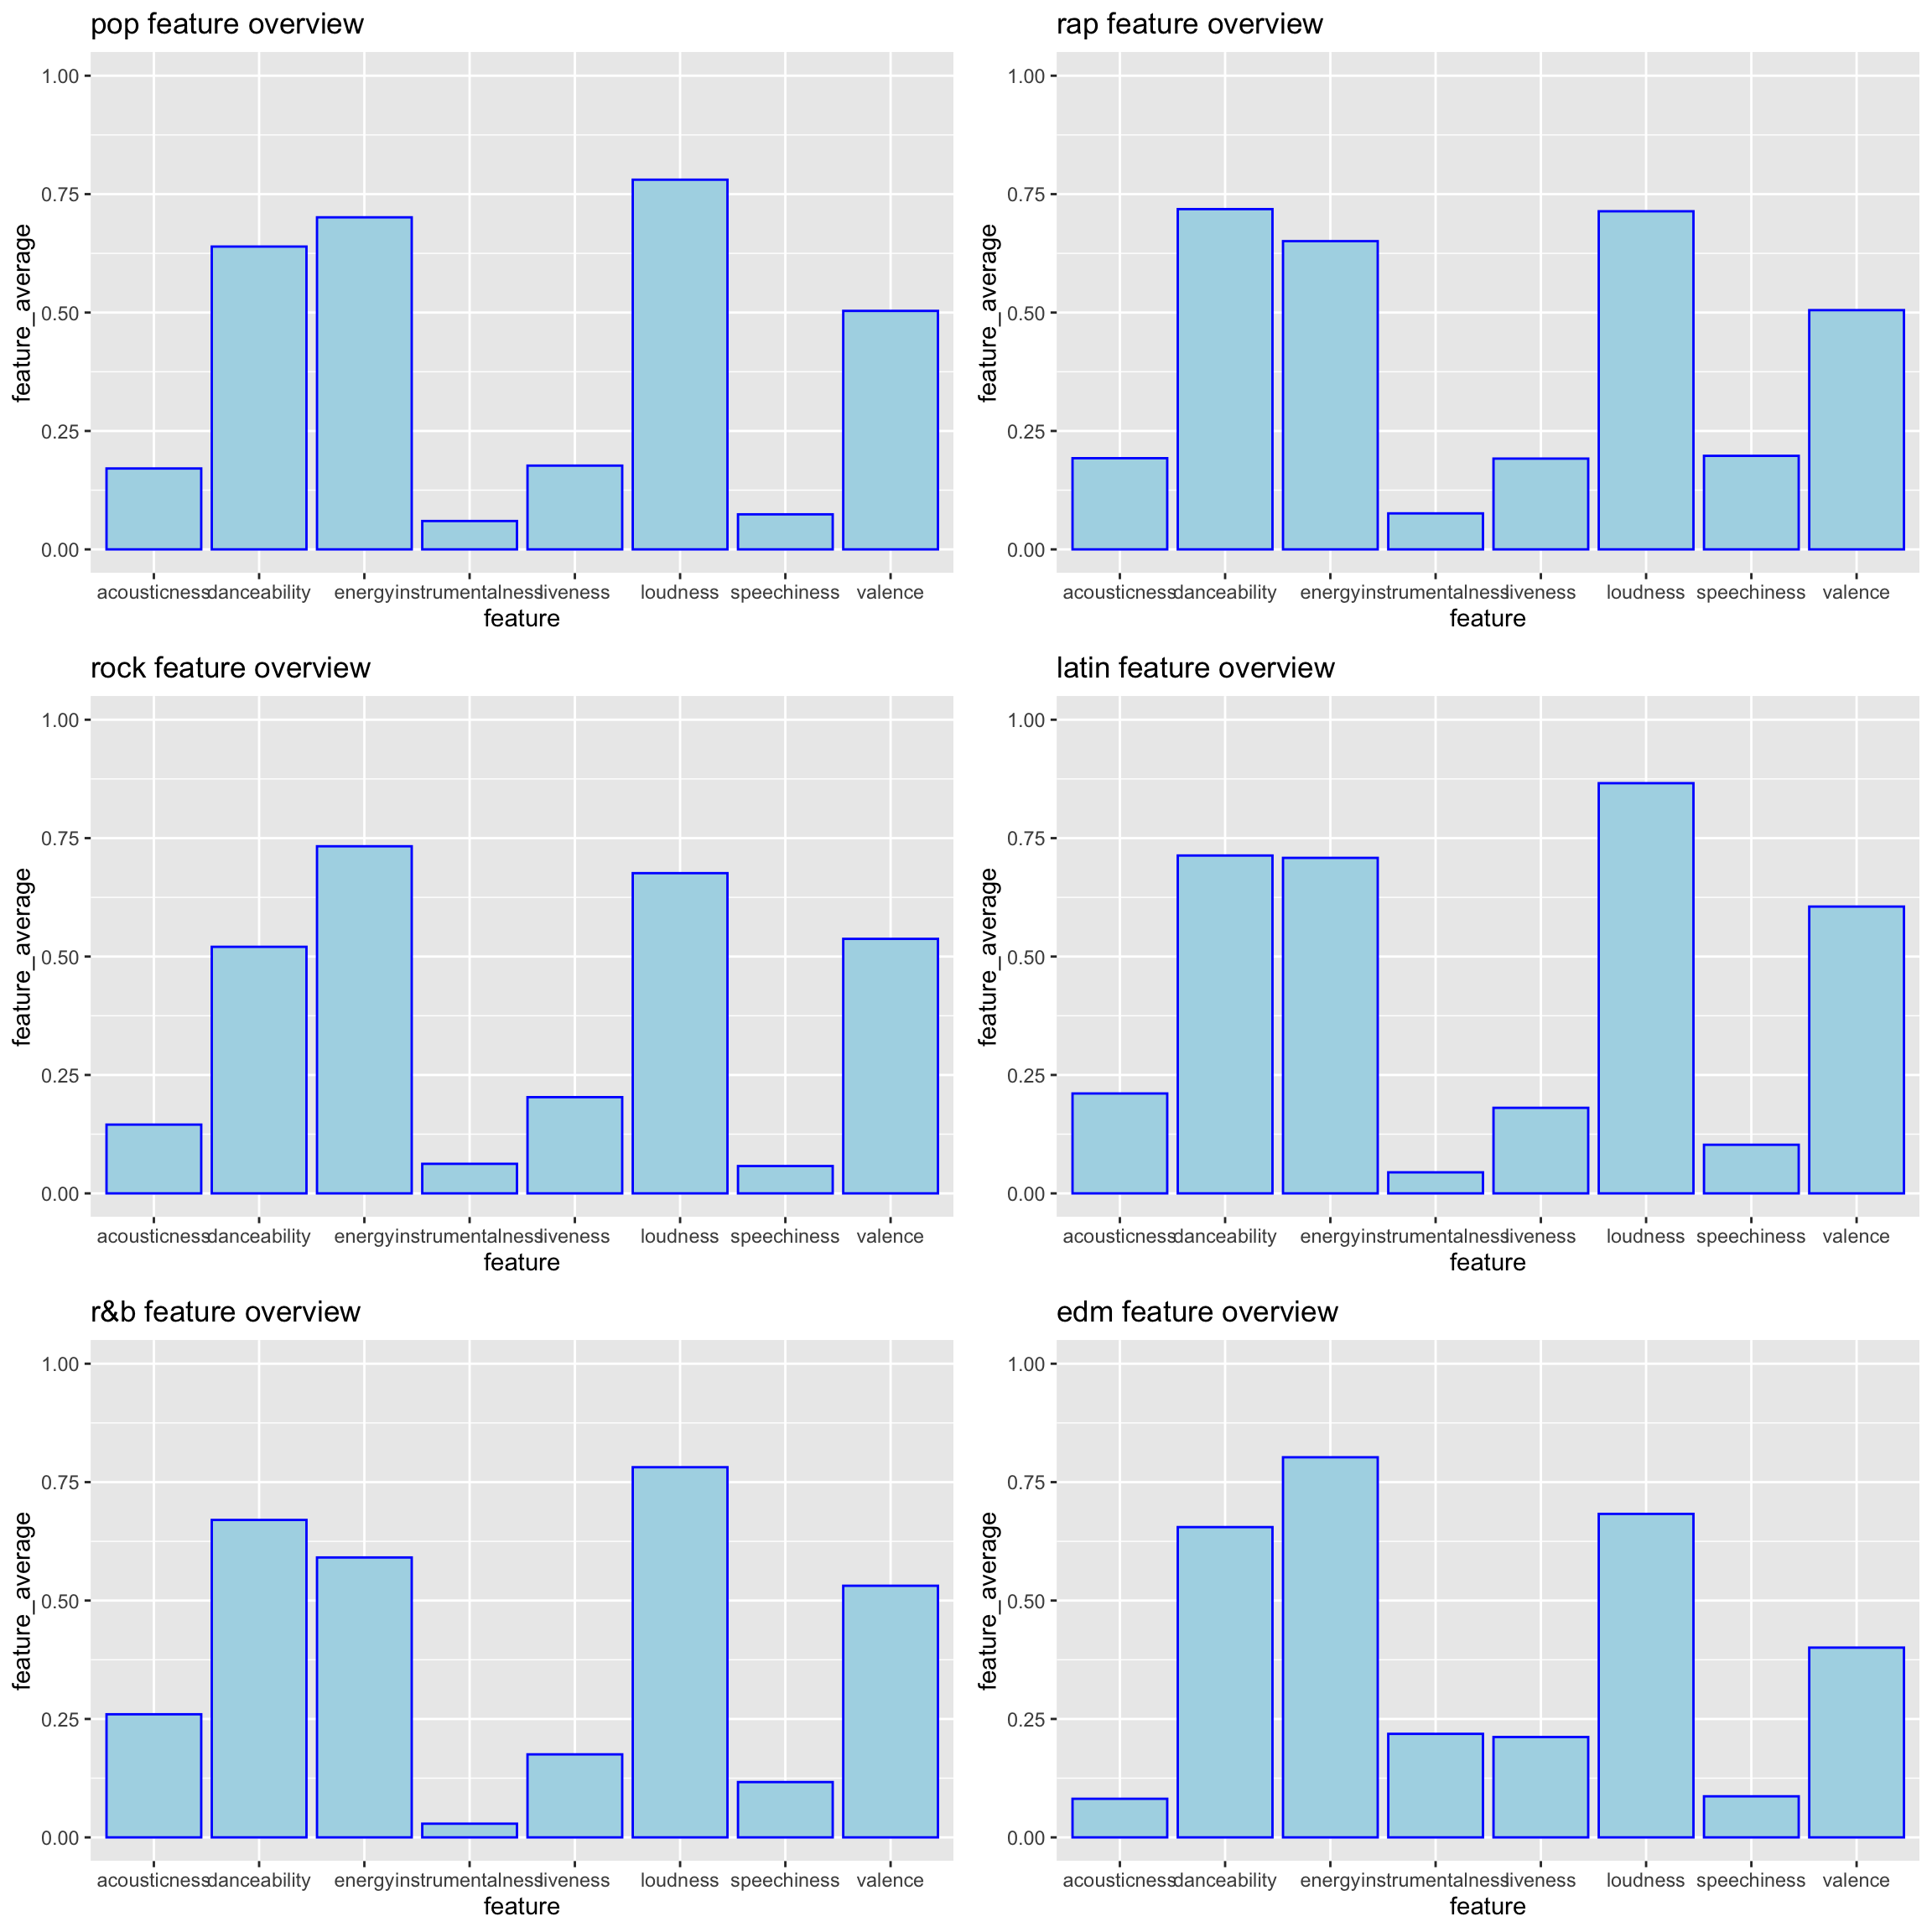 pop feature overview
1.00
0.75
0.50
0.25
0.00
feature_average
acousticness danceability energy instrumentalness liveness loudness speechiness valence
feature
rap feature overview
1.00
0.75
0.50
0.25
0.00
feature_average
acousticness danceability energy instrumentalness liveness loudness speechiness valence
feature
rock feature overview
1.00
0.75
0.50
0.25
0.00
feature_average
acousticness danceability energy instrumentalness liveness loudness speechiness valence
feature
latin feature overview
1.00
0.75
0.50
0.25
0.00
feature_average
acousticness danceability energy instrumentalness liveness loudness speechiness valence
feature
r&b feature overview
1.00
0.75
0.50
0.25
0.00
feature_average
acousticness danceability energy instrumentalness liveness loudness speechiness valence
feature
edm feature overview
1.00
0.75
0.50
0.25
0.00
feature_average
acousticness danceability energy instrumentalness liveness loudness speechiness valence
feature